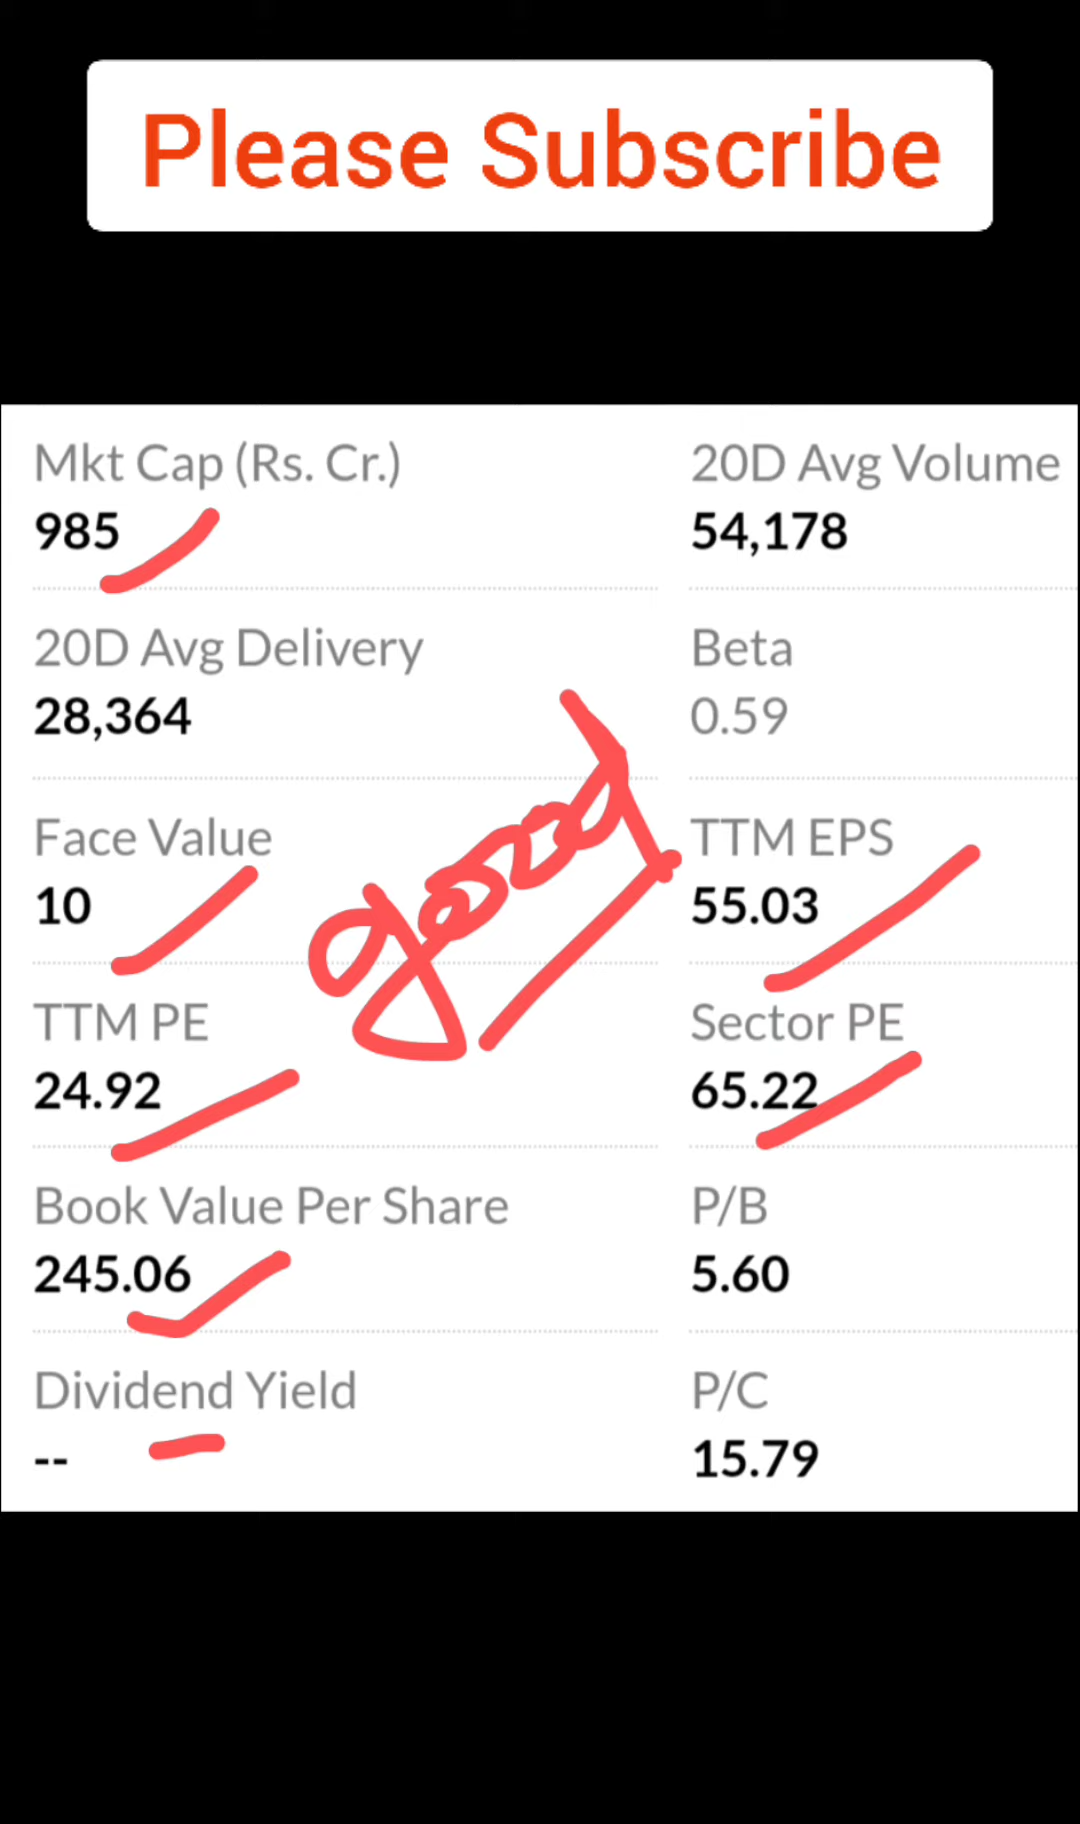 Please Subscribe
Mkt Cap (Rs. Cr.)
985
20D Avg Volume
54,178
20D Avg Delivery
28,364
Beta
0.59
Face Value
10
TTM EPS
55.03
good
TTM PE
24.92
Sector PE
65.22
Book Value Per Share
245.06
P/B
5.60
Dividend Yield
--
P/C
15.79